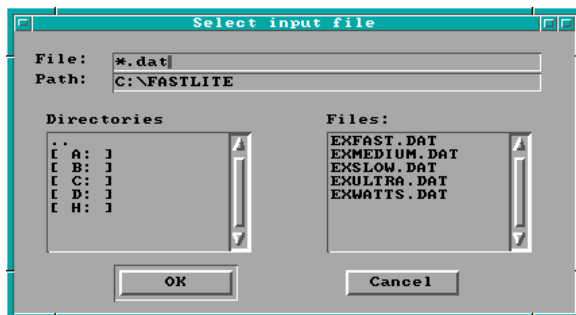 Select input file
File: *.dat
Path: C:\FASTLITE
Directories
..
[ A: ]
[ B: ]
[ C: ]
[ D: ]
[ H: ]
Files:
EXFAST.DAT
EXMEDIUM.DAT
EXSLOW.DAT
EXULTRA.DAT
EXWATTS.DAT
OK
Cancel